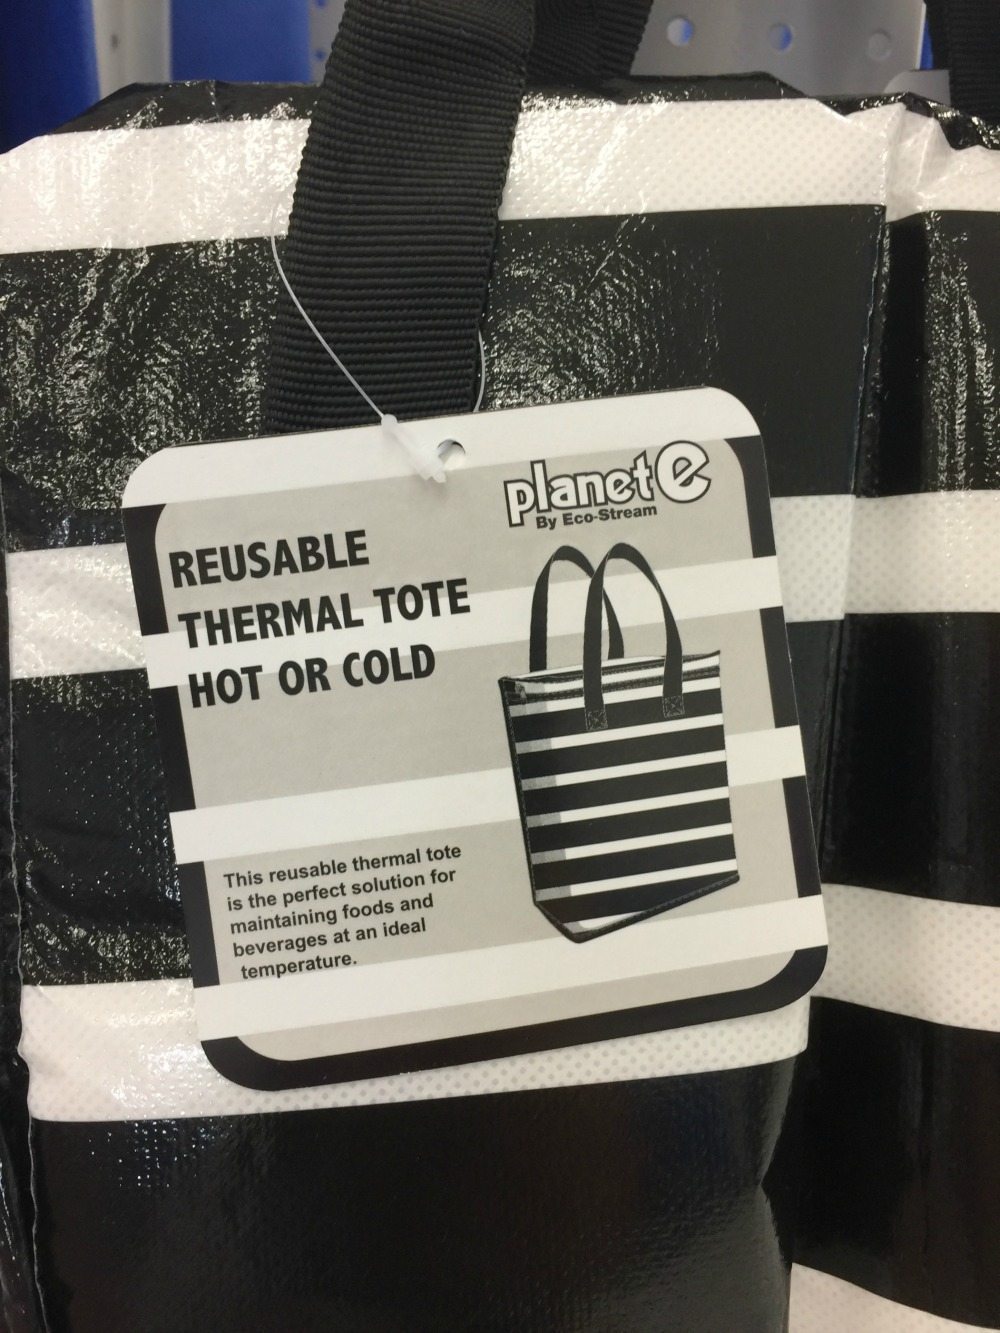 planet e
By Eco-Stream
REUSABLE
THERMAL TOTE
HOT OR COLD
This reusable thermal tote
is the perfect solution for
maintaining foods and
beverages at an ideal
temperature.